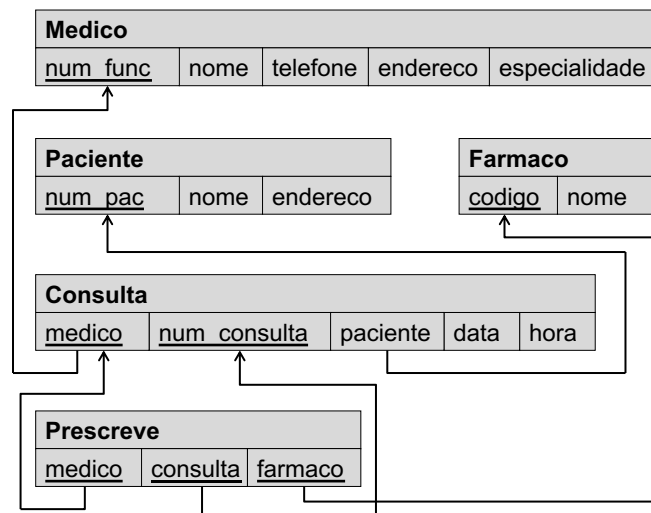 Medico
num_func nome telefone endereco especialidade
Paciente
num_pac nome endereco
Farmaco
codigo nome
Consulta
medico num_consulta paciente data hora
Prescreve
medico consulta farmaco